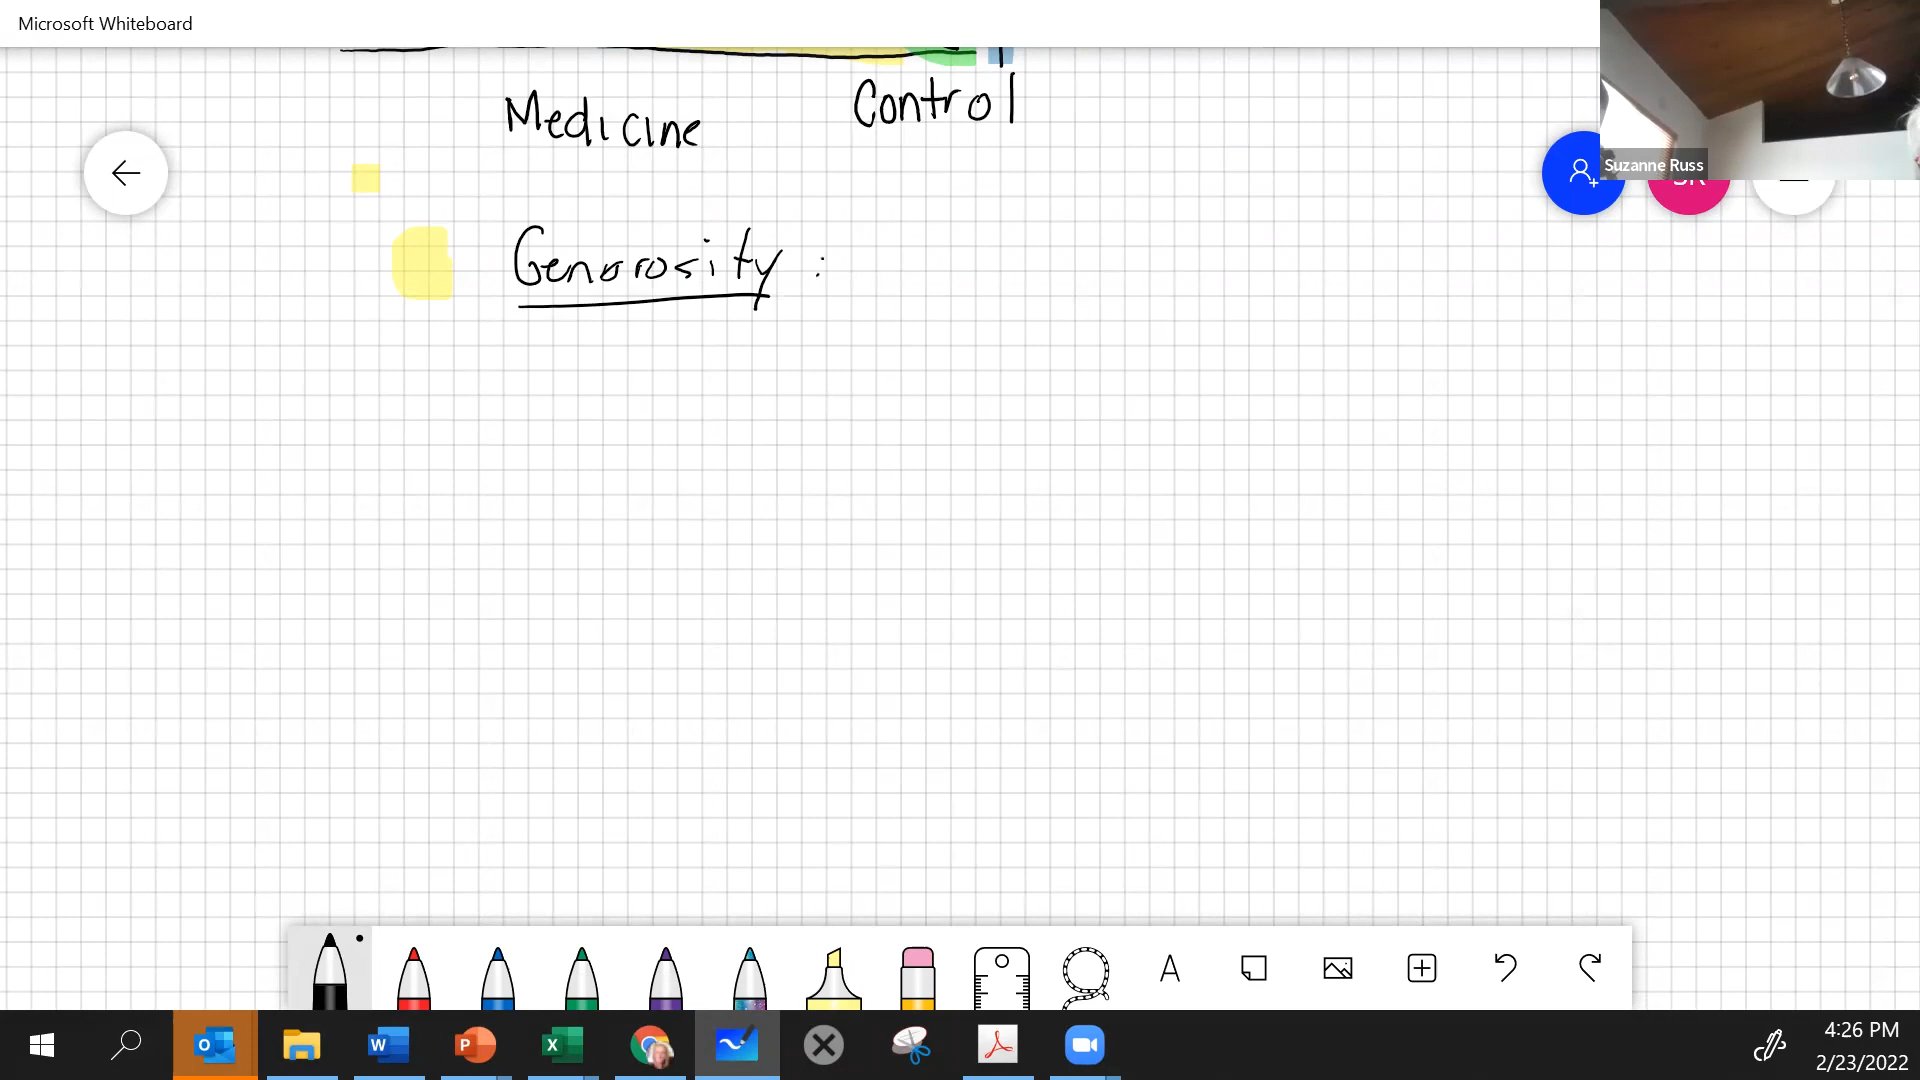 Microsoft Whiteboard
Suzanne Russ
Medicine Control
Generosity :
4:26 PM
2/23/2022